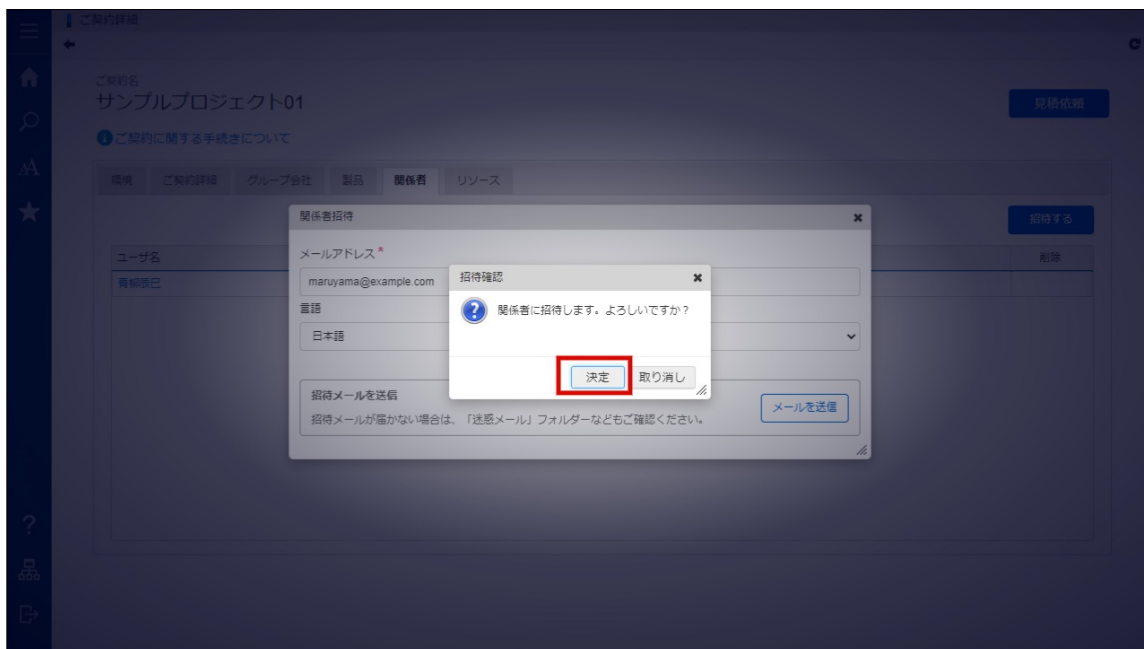 ご契約詳細
ご契約名
サンプルプロジェクト01
見積依頼
ご契約に関する手続きについて
環境 ご契約詳細 グループ会社 製品 関係者 リソース
招待する
ユーザ名 削除
青柳辰巳
関係者招待
メールアドレス *
maruyama@example.com
言語
日本語
招待確認
関係者に招待します。よろしいですか？
決定 取り消し
招待メールを送信
招待メールが届かない場合は、「迷惑メール」フォルダーなどもご確認ください。
メールを送信